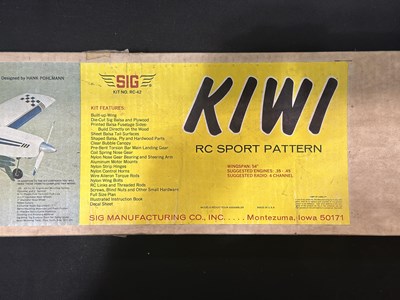 Designed by HANK POHLMANN
SIG
KIT NO. RC-42
KIWI
RC SPORT PATTERN
KIT FEATURES:
Built-up Wing
Die-Cut Sig Balsa and Plywood
Printed Balsa Fuselage Sides
Build Directly on the Wood
Sheet Balsa Tail Surfaces
Shaped Balsa, Ply and Hardwood Parts
Clear Bubble Canopy
Pre-Bent Torsion Bar Main Landing Gear
Coil Spring Nose Gear
Nylon Nose Gear Bearing and Steering Arm
Aluminum Motor Mounts
Nylon Strip Hinges
Nylon Control Horns
Wire Aileron Torque Rods
Nylon Wing Bolts
RC Links and Threaded Rods
Screws, Blind Nuts and Other Small Hardware
Full Size Plan
Illustrated Instruction Book
Decal Sheet
WINGSPAN: 54"
SUGGESTED ENGINES: .29 - .45
SUGGESTED RADIO: 4 CHANNEL
SIG MANUFACTURING CO., INC. . . . . Montezuma, Iowa 50171